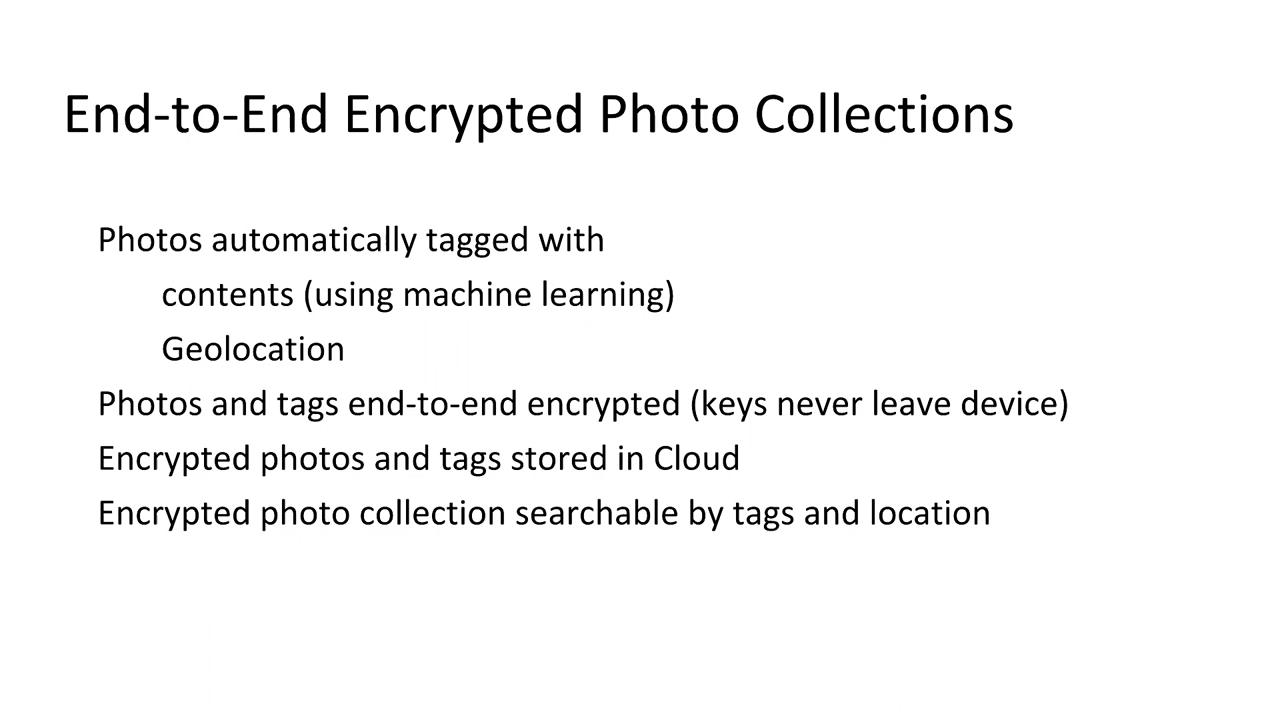 End-to-End Encrypted Photo Collections
Photos automatically tagged with
contents (using machine learning)
Geolocation
Photos and tags end-to-end encrypted (keys never leave device)
Encrypted photos and tags stored in Cloud
Encrypted photo collection searchable by tags and location